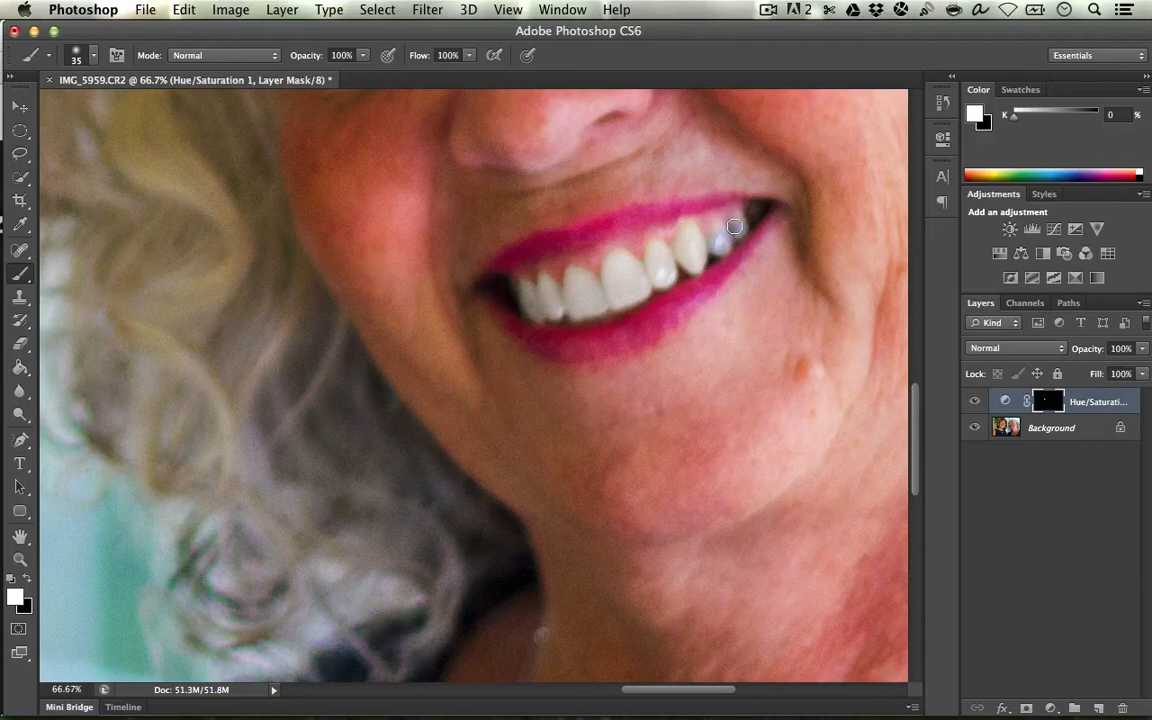 Photoshop File Edit Image Layer Type Select Filter 3D View Window Help
A 2
Adobe Photoshop CS6
35 Mode: Normal Opacity: 100% Flow: 100% Essentials
× IMG_5959.CR2 @ 66.7% (Hue/Saturation 1, Layer Mask/8) *
Color Swatches
K 0 %
Adjustments Styles
Add an adjustment
Layers Channels Paths
Kind
Normal Opacity: 100%
Lock: Fill: 100%
Hue/Saturati...
Background
66.67% Doc: 51.3M/51.8M
Mini Bridge Timeline